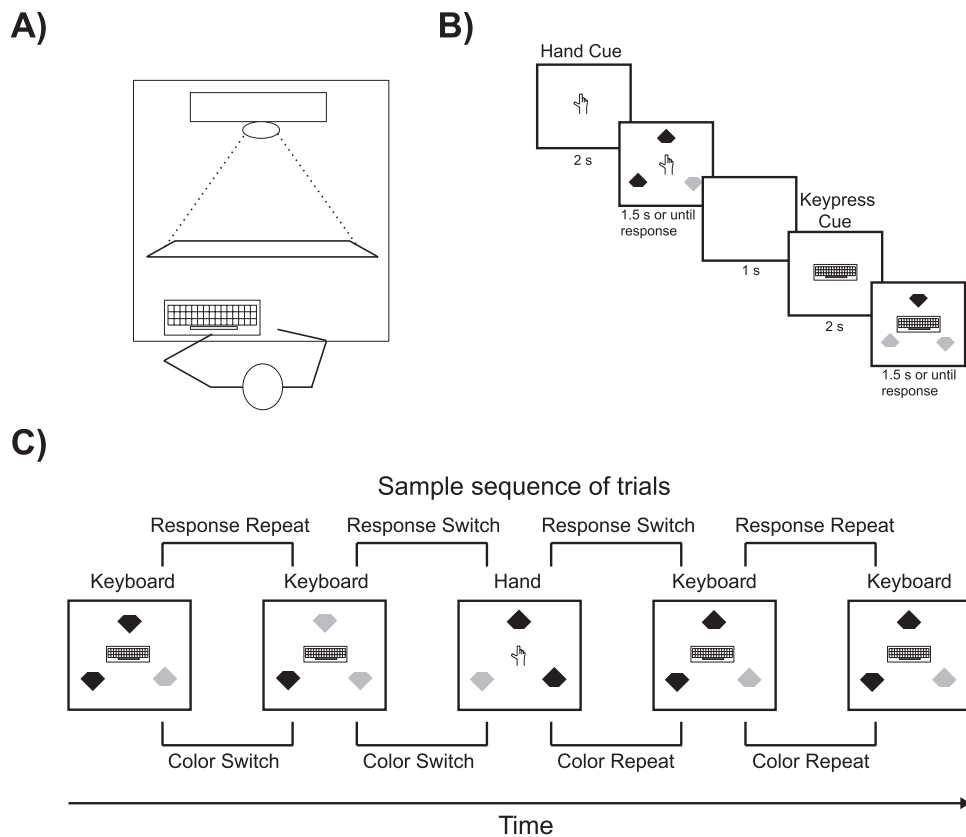 A)
B)
Hand Cue
2 s
1.5 s or until
response
1 s
Keypress
Cue
2 s
1.5 s or until
response
C)
Sample sequence of trials
Response Repeat
Response Switch
Response Switch
Response Repeat
Keyboard
Keyboard
Hand
Keyboard
Keyboard
Color Switch
Color Switch
Color Repeat
Color Repeat
Time